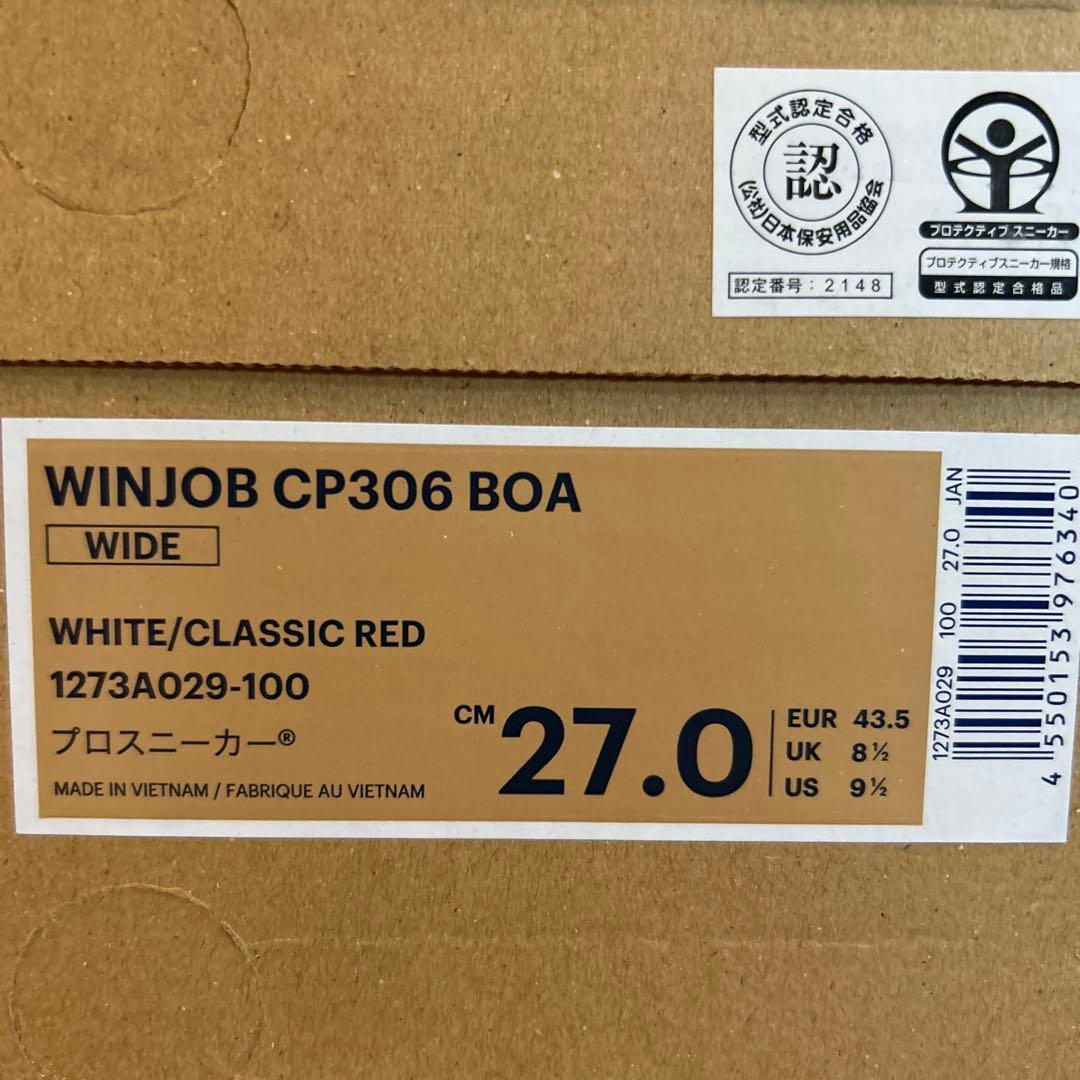 型式認定合格
認
(公社)日本保安用品協会
認定番号：2148
プロテクティブ スニーカー
プロテクティブスニーカー規格
型式認定合格品
WINJOB CP306 BOA
WIDE
WHITE/CLASSIC RED
1273A029-100
プロスニーカー®
MADE IN VIETNAM / FABRIQUE AU VIETNAM
CM 27.0
EUR 43.5
UK 8½
US 9½
1273A029 100 27.0 JAN
4550153976340